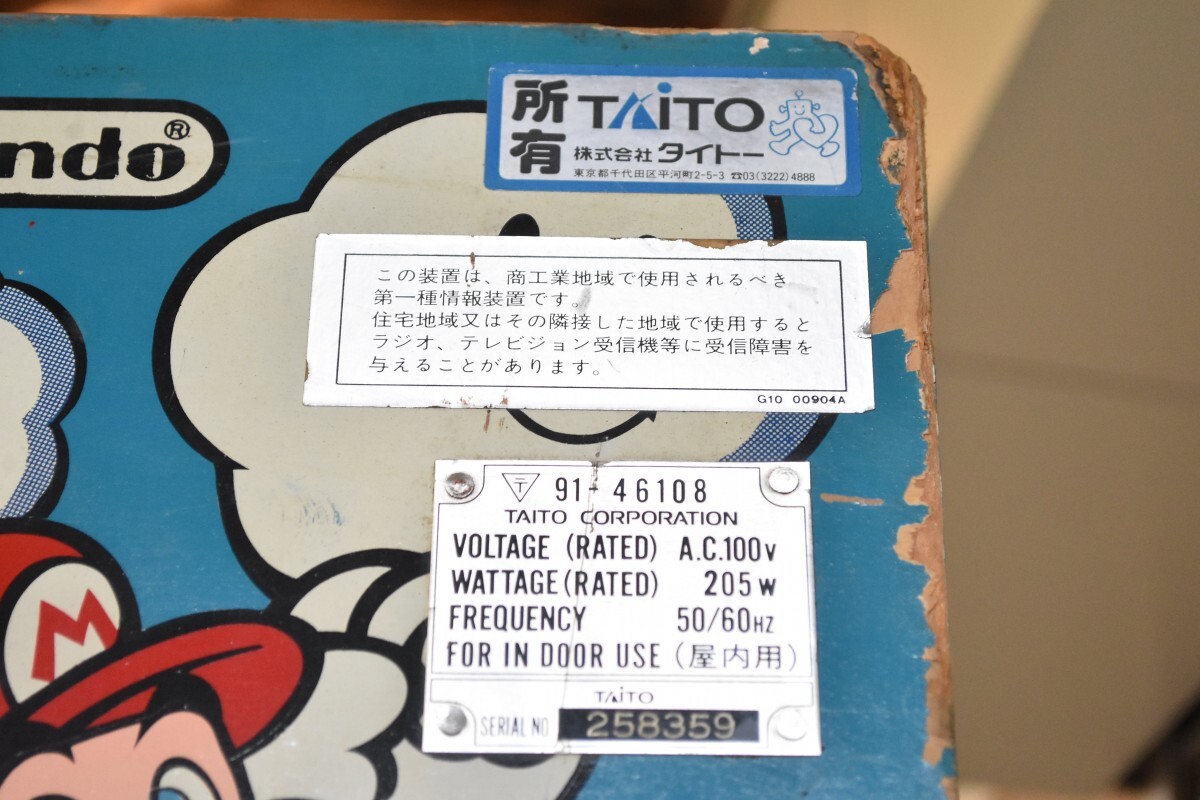 所有
TAITO
株式会社 タイトー
東京都千代田区平河町2-5-3 ☎03(3222)4888
ndo®
この装置は、商工業地域で使用されるべき
第一種情報装置です。
住宅地域又はその隣接した地域で使用すると
ラジオ、テレビジョン受信機等に受信障害を
与えることがあります。
G10 00904A
〒 91-46108
TAITO CORPORATION
VOLTAGE (RATED) A.C.100V
WATTAGE (RATED) 205W
FREQUENCY 50/60HZ
FOR IN DOOR USE (屋内用)
TAITO
SERIAL NO 258359
M